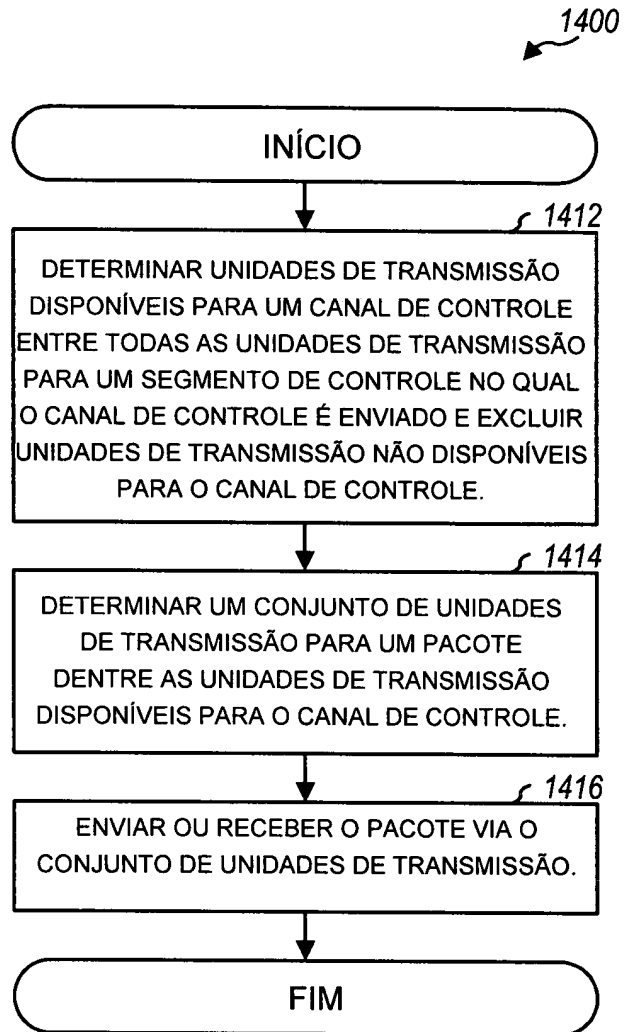 1400
INÍCIO
1412
DETERMINAR UNIDADES DE TRANSMISSÃO
DISPONÍVEIS PARA UM CANAL DE CONTROLE
ENTRE TODAS AS UNIDADES DE TRANSMISSÃO
PARA UM SEGMENTO DE CONTROLE NO QUAL
O CANAL DE CONTROLE É ENVIADO E EXCLUIR
UNIDADES DE TRANSMISSÃO NÃO DISPONÍVEIS
PARA O CANAL DE CONTROLE.
1414
DETERMINAR UM CONJUNTO DE UNIDADES
DE TRANSMISSÃO PARA UM PACOTE
DENTRE AS UNIDADES DE TRANSMISSÃO
DISPONÍVEIS PARA O CANAL DE CONTROLE.
1416
ENVIAR OU RECEBER O PACOTE VIA O
CONJUNTO DE UNIDADES DE TRANSMISSÃO.
FIM